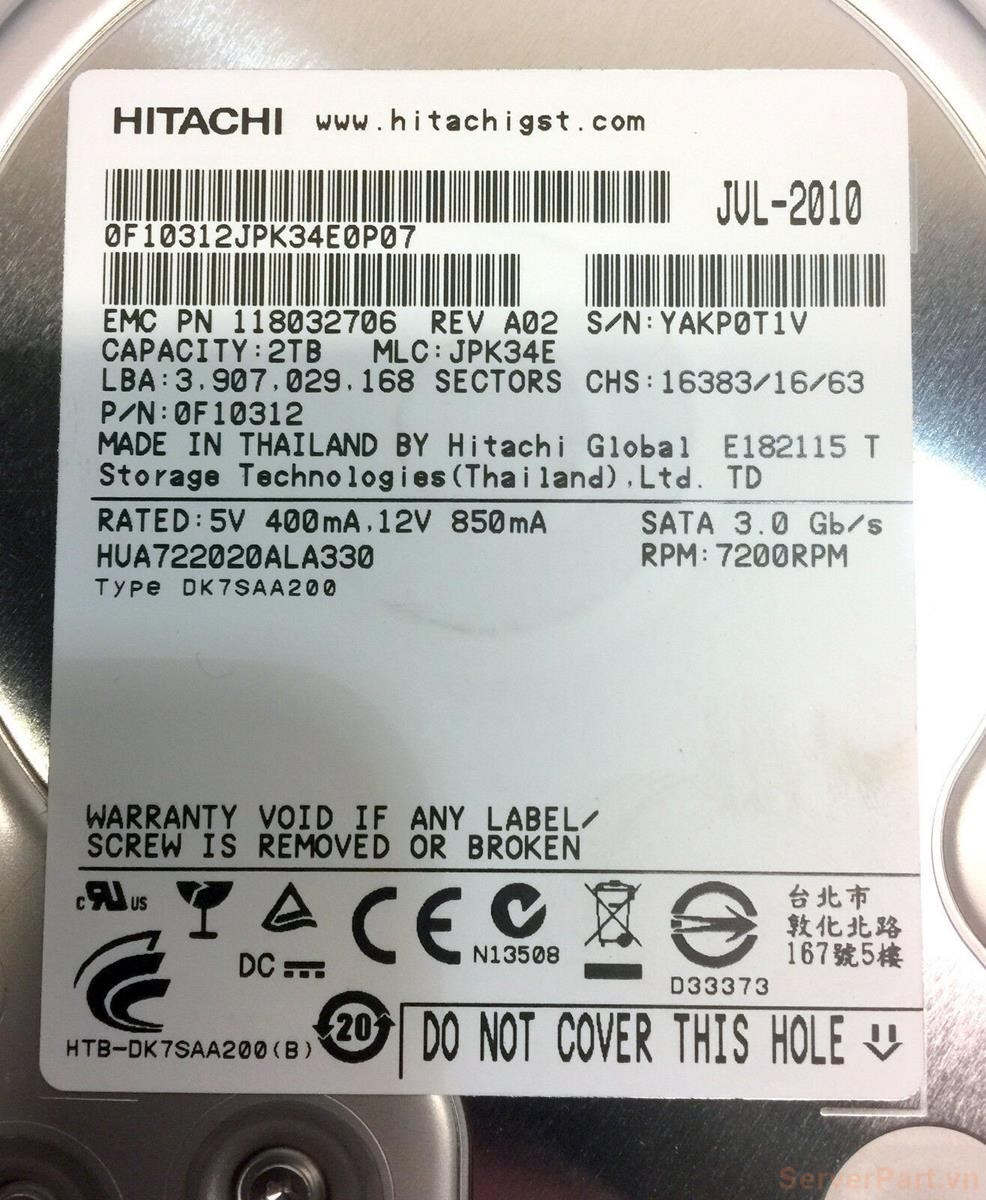 HITACHI www.hitachigst.com
JUL-2010
0F10312JPK34E0P07
EMC PN 118032706 REV A02 S/N:YAKP0T1V
CAPACITY:2TB MLC:JPK34E
LBA:3,907,029,168 SECTORS CHS:16383/16/63
P/N:0F10312
MADE IN THAILAND BY Hitachi Global E182115 T
Storage Technologies(Thailand),Ltd. TD
RATED:5V 400mA,12V 850mA SATA 3.0 Gb/s
HUA722020ALA330 RPM:7200RPM
Type DK7SAA200
WARRANTY VOID IF ANY LABEL/
SCREW IS REMOVED OR BROKEN
c RU US
CE
N13508
DC
D33373
台北市
敦化北路
167號5樓
HTB-DK7SAA200(B)
20
DO NOT COVER THIS HOLE
ServerPart.vn